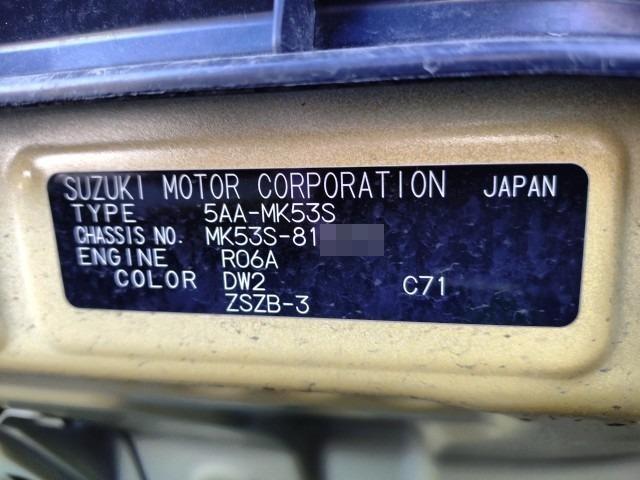 SUZUKI MOTOR CORPORATION JAPAN
TYPE 5AA-MK53S
CHASSIS NO. MK53S-81
ENGINE R06A
COLOR DW2 C71
ZSZB-3